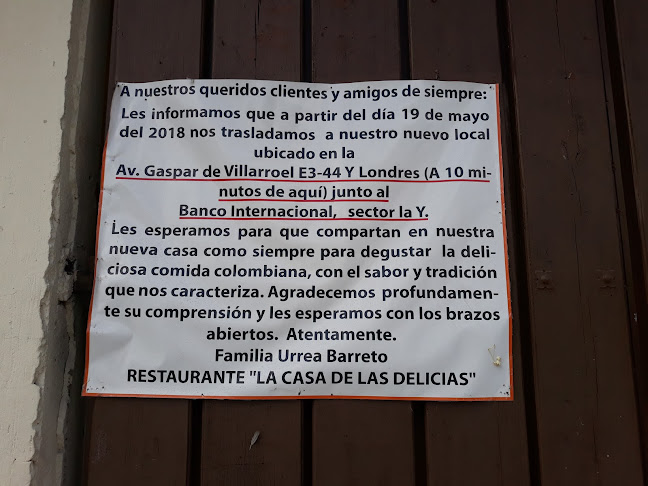 A nuestros queridos clientes y amigos de siempre:
Les informamos que a partir del día 19 de mayo
del 2018 nos trasladamos a nuestro nuevo local
ubicado en la
Av. Gaspar de Villarroel E3-44 Y Londres (A 10 mi-
nutos de aquí) junto al
Banco Internacional, sector la Y.
Les esperamos para que compartan en nuestra
nueva casa como siempre para degustar la deli-
ciosa comida colombiana, con el sabor y tradición
que nos caracteriza. Agradecemos profundamen-
te su comprensión y les esperamos con los brazos
abiertos. Atentamente.
Familia Urrea Barreto
RESTAURANTE "LA CASA DE LAS DELICIAS"